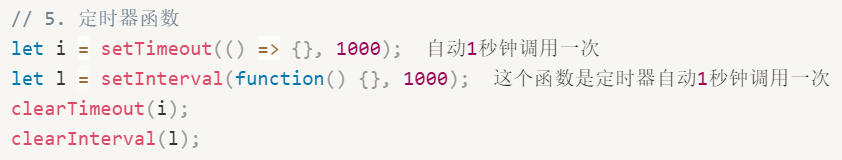 // 5. 定时器函数
let i = setTimeout(() => {}, 1000);  自动1秒钟调用一次
let l = setInterval(function() {}, 1000);  这个函数是定时器自动1秒钟调用一次
clearTimeout(i);
clearInterval(l);